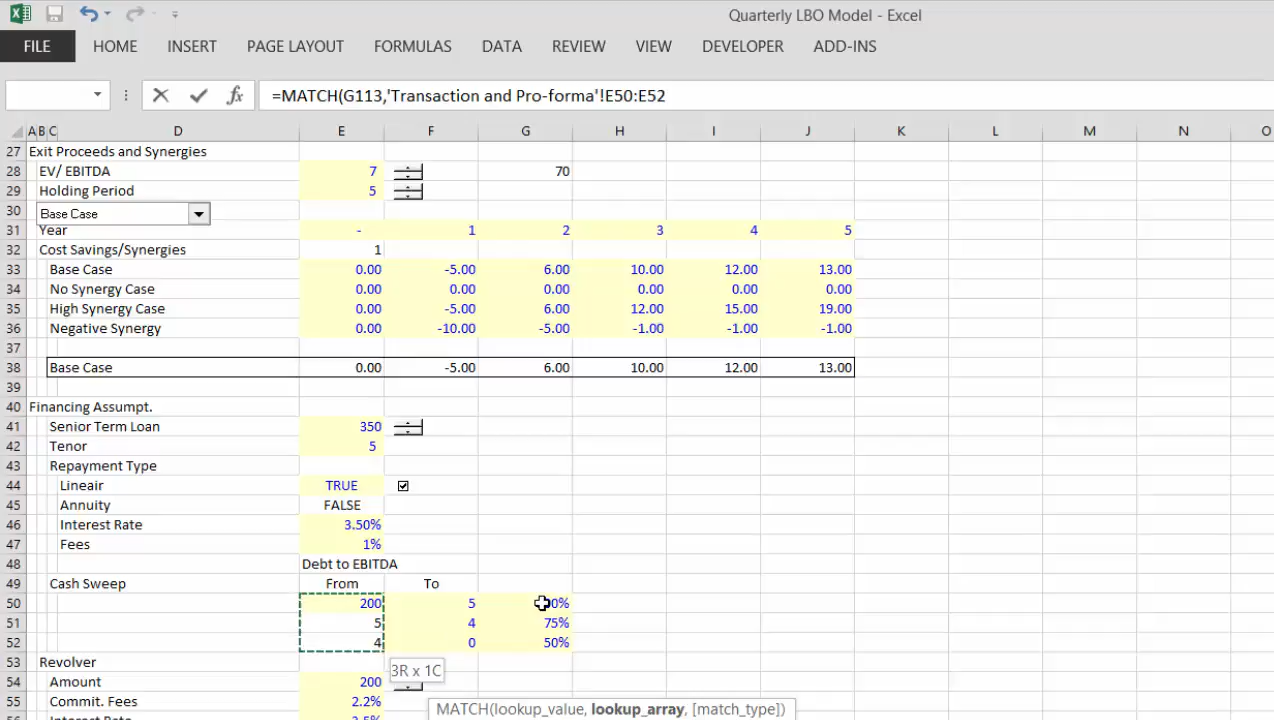 Quarterly LBO Model - Excel
FILE HOME INSERT PAGE LAYOUT FORMULAS DATA REVIEW VIEW DEVELOPER ADD-INS
fx =MATCH(G113,'Transaction and Pro-forma'!E50:E52
A B C D E F G H I J K L M N O
27 Exit Proceeds and Synergies
28 EV/ EBITDA 7 70
29 Holding Period 5
30 Base Case
31 Year - 1 2 3 4 5
32 Cost Savings/Synergies 1
33 Base Case 0.00 -5.00 6.00 10.00 12.00 13.00
34 No Synergy Case 0.00 0.00 0.00 0.00 0.00 0.00
35 High Synergy Case 0.00 -5.00 6.00 12.00 15.00 19.00
36 Negative Synergy 0.00 -10.00 -5.00 -1.00 -1.00 -1.00
37
38 Base Case 0.00 -5.00 6.00 10.00 12.00 13.00
39
40 Financing Assumpt.
41 Senior Term Loan 350
42 Tenor 5
43 Repayment Type
44 Lineair TRUE
45 Annuity FALSE
46 Interest Rate 3.50%
47 Fees 1%
48 Debt to EBITDA
49 Cash Sweep From To
50 200 5
51 5 4 75%
52 4 0 50%
53 Revolver
3R x 1C
54 Amount 200
55 Commit. Fees 2.2%
MATCH(lookup_value, lookup_array, [match_type])